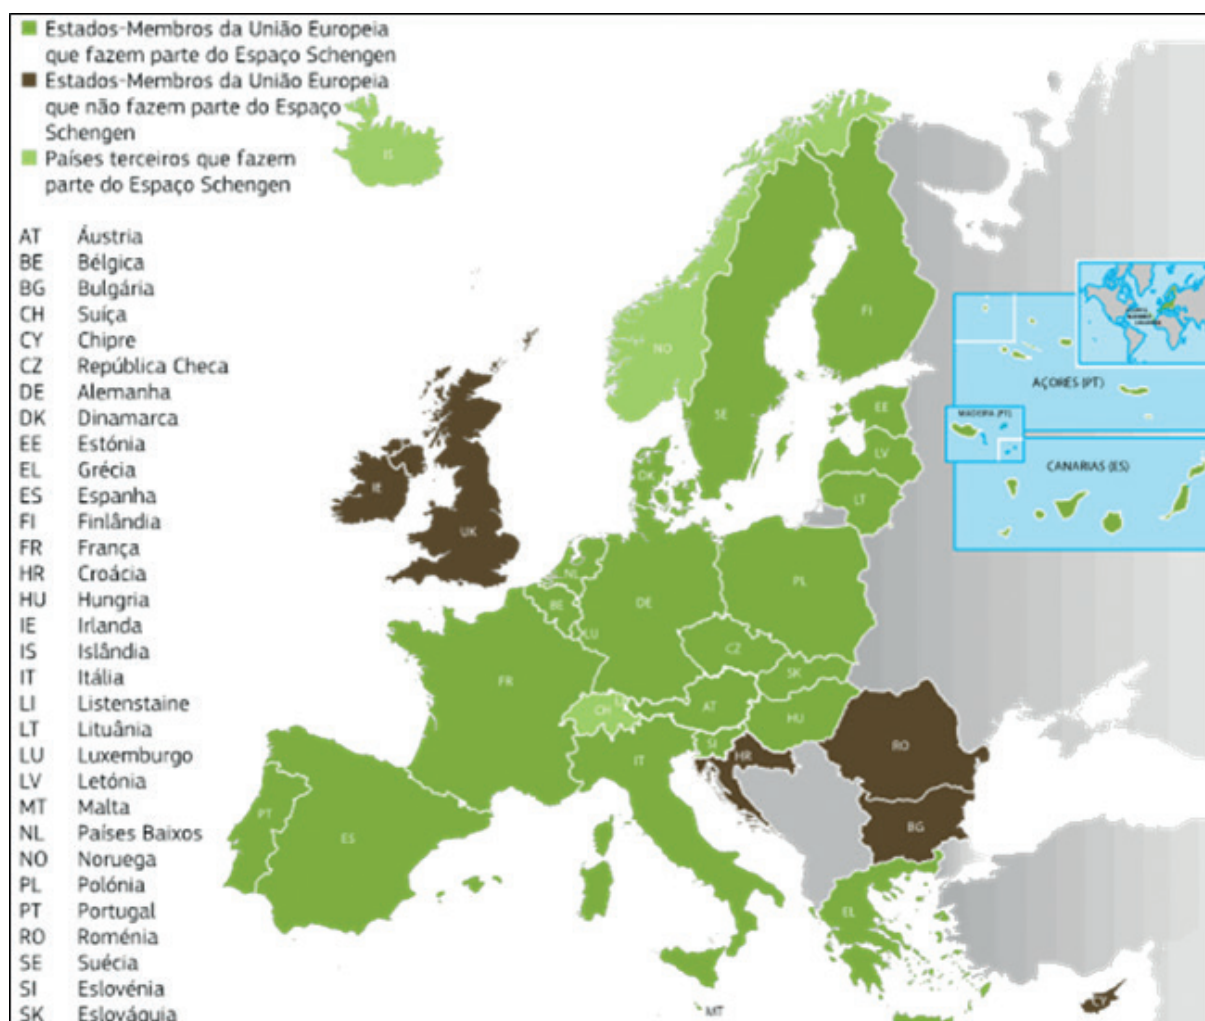 Estados-Membros da União Europeia
que fazem parte do Espaço Schengen
Estados-Membros da União Europeia
que não fazem parte do Espaço
Schengen
Países terceiros que fazem
parte do Espaço Schengen
AT Áustria
BE Bélgica
BG Bulgária
CH Suíça
CY Chipre
CZ República Checa
DE Alemanha
DK Dinamarca
EE Estónia
EL Grécia
ES Espanha
FI Finlândia
FR França
HR Croácia
HU Hungria
IE Irlanda
IS Islândia
IT Itália
LI Listenstaine
LT Lituânia
LU Luxemburgo
LV Letónia
MT Malta
NL Países Baixos
NO Noruega
PL Polónia
PT Portugal
RO Roménia
SE Suécia
SI Eslovénia
SK Eslováquia
IS
NO
FI
SE
EE
LV
LT
DK
IE
UK
NL
BE
LU
DE
PL
CZ
SK
FR
CH
AT
HU
SI
IT
HR
RO
BG
PT
ES
EL
MT
CY
AÇORES (PT)
MADEIRA (PT)
CANARIAS (ES)